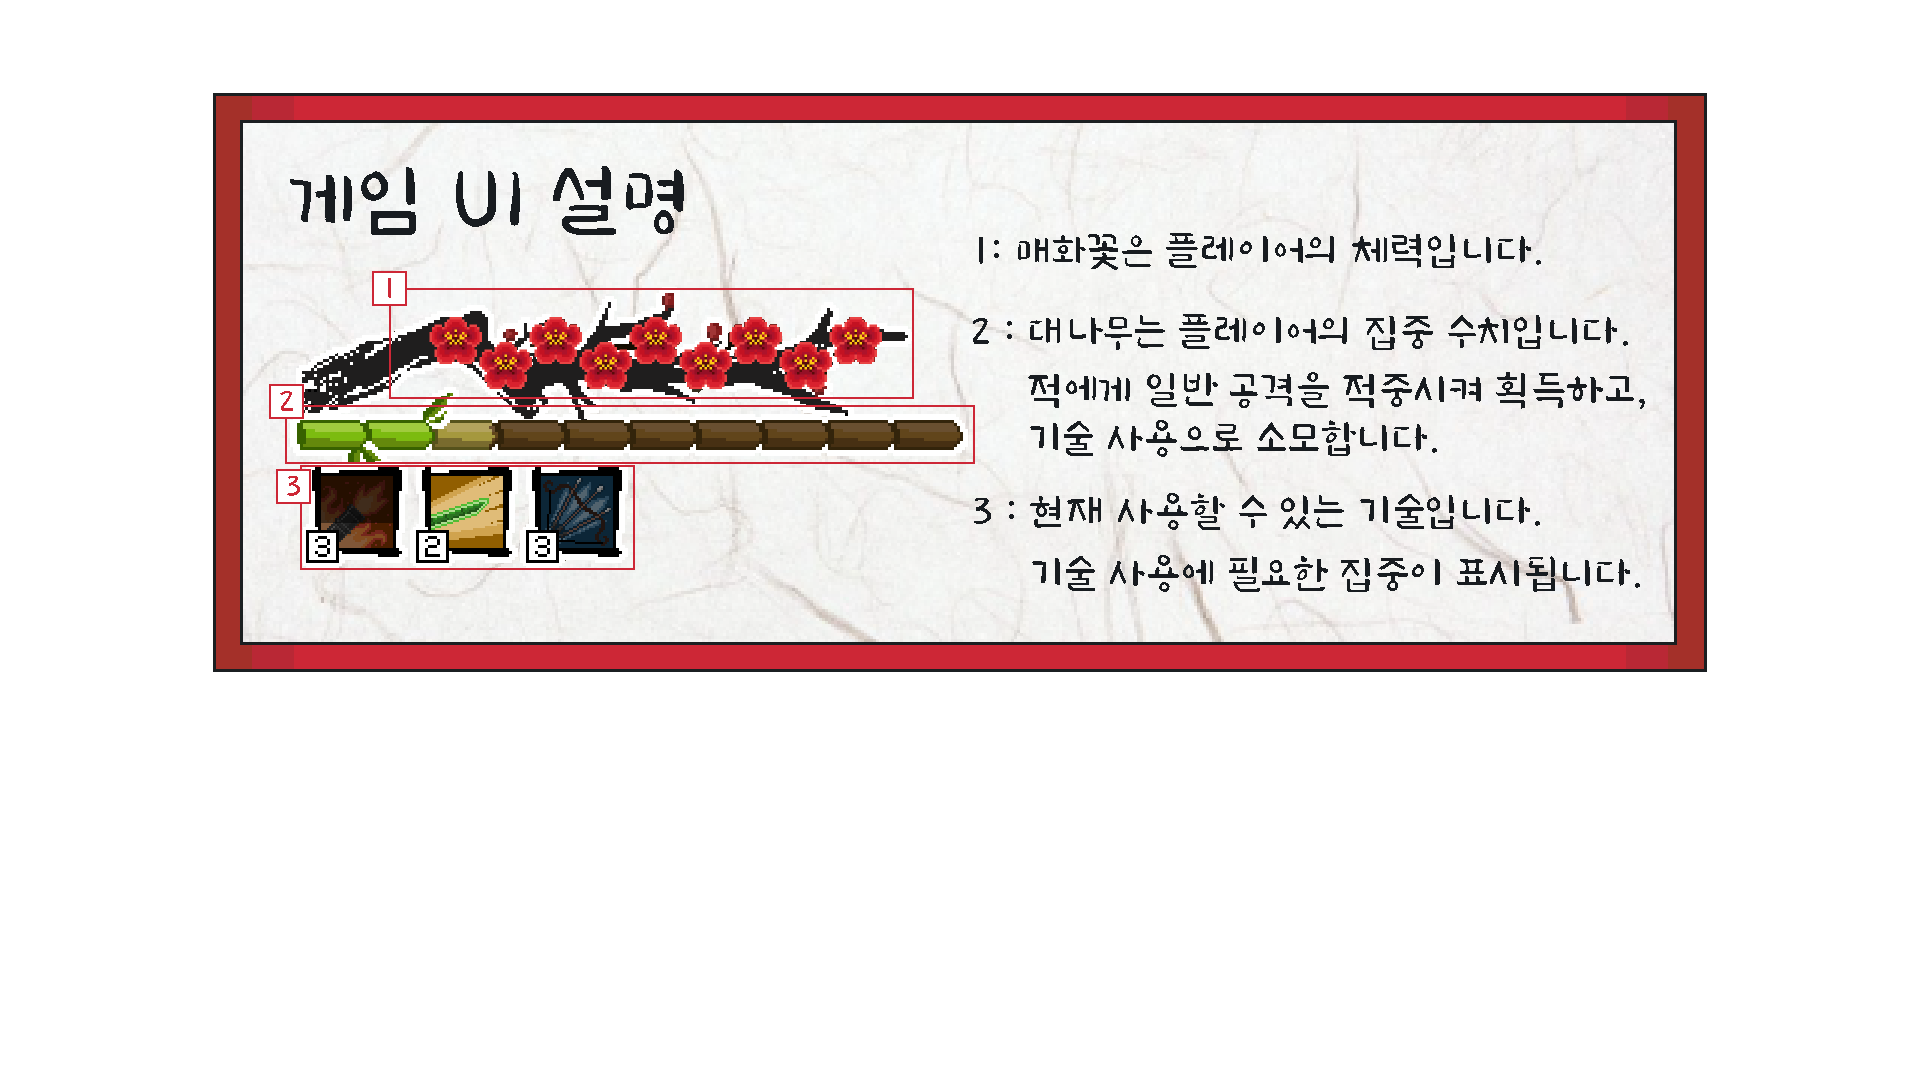 게임 UI 설명
1: 매화꽃은 플레이어의 체력입니다.
1
2 : 대나무는 플레이어의 집중 수치입니다.
적에게 일반 공격을 적중시켜 획득하고,
2
기술 사용으로 소모합니다.
3
3 : 현재 사용할 수 있는 기술입니다.
3 2 3
기술 사용에 필요한 집중이 표시됩니다.